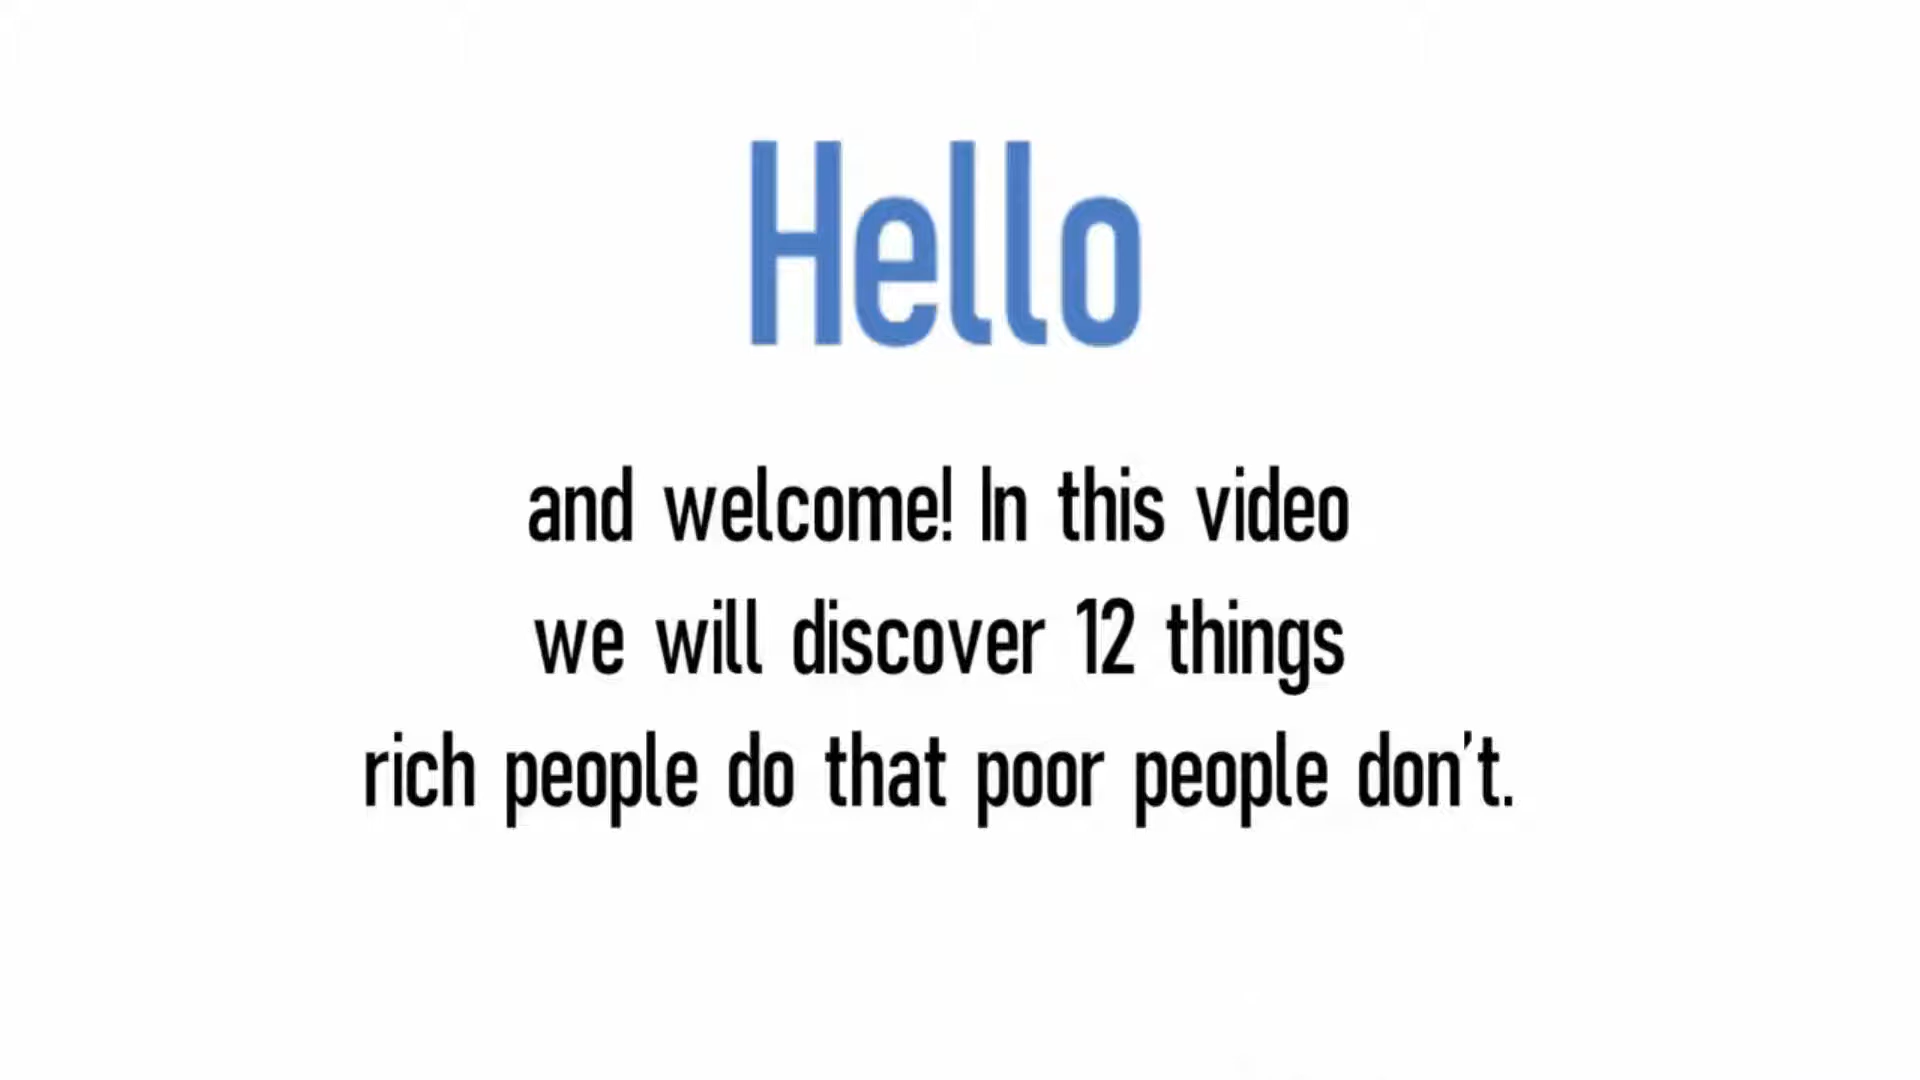 Hello
and welcome! In this video
we will discover 12 things
rich people do that poor people don't.